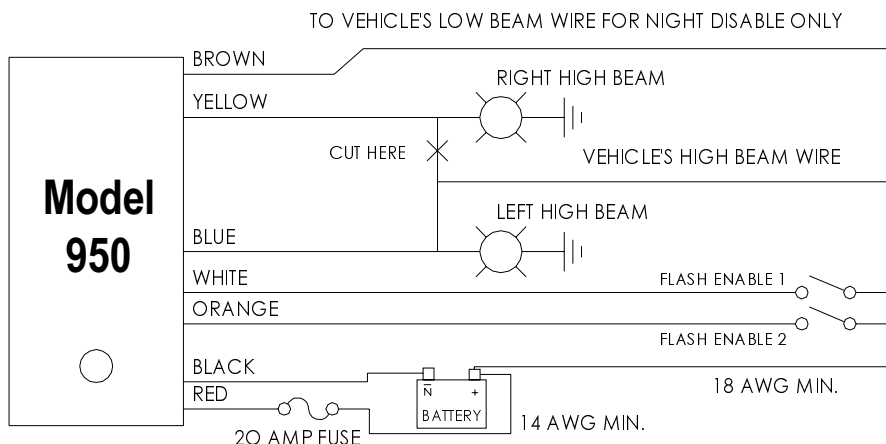 TO VEHICLE'S LOW BEAM WIRE FOR NIGHT DISABLE ONLY
BROWN
RIGHT HIGH BEAM
YELLOW
CUT HERE
VEHICLE'S HIGH BEAM WIRE
Model
950
LEFT HIGH BEAM
BLUE
WHITE
FLASH ENABLE 1
ORANGE
FLASH ENABLE 2
BLACK
18 AWG MIN.
RED
N +
BATTERY
14 AWG MIN.
20 AMP FUSE